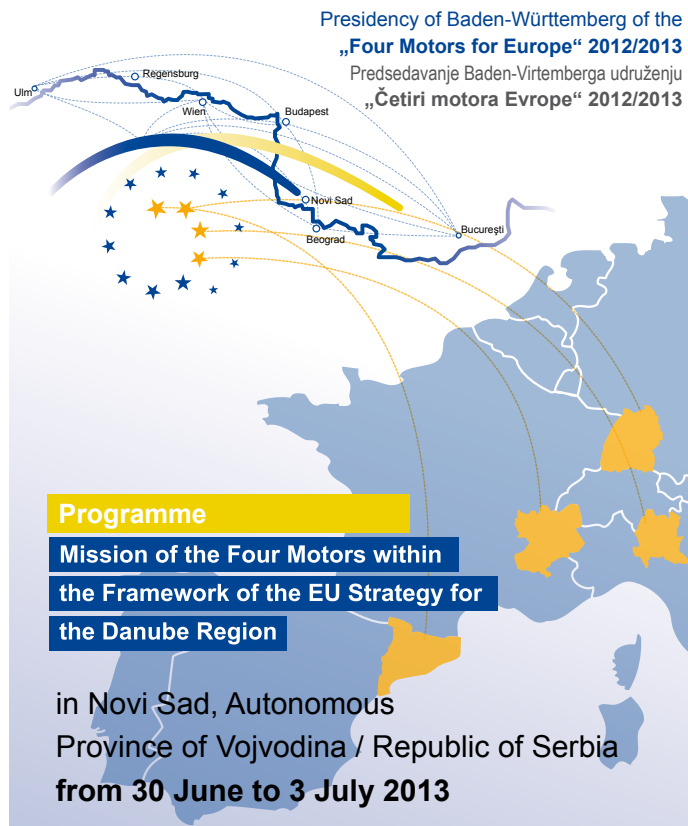 Presidency of Baden-Württemberg of the
„Four Motors for Europe“ 2012/2013
Predsedavanje Baden-Virtemberga udruženju
„Četiri motora Evrope“ 2012/2013
Regensburg
Ulm
Wien
Budapest
Novi Sad
Beograd
Bucureşti
Programme
Mission of the Four Motors within
the Framework of the EU Strategy for
the Danube Region
in Novi Sad, Autonomous
Province of Vojvodina / Republic of Serbia
from 30 June to 3 July 2013